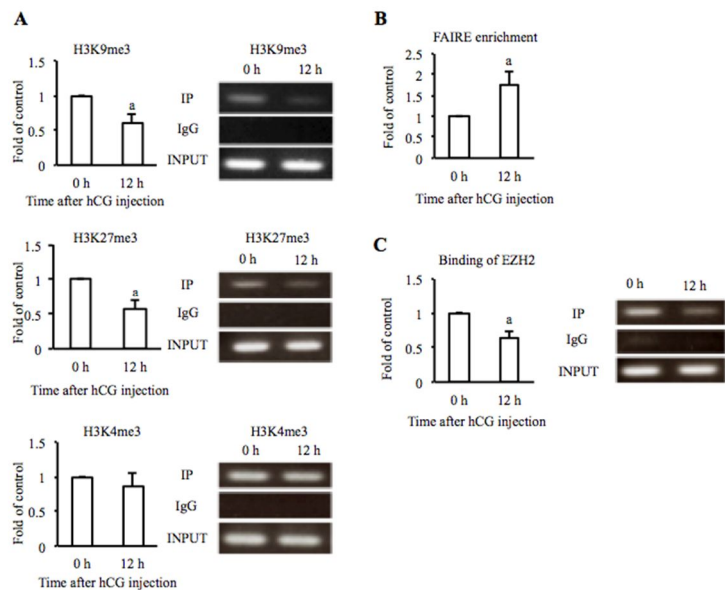 A
H3K9me3
Fold of control
1.5
1
0.5
0
a
0 h 12 h
Time after hCG injection
H3K9me3
0 h 12 h
IP
IgG
INPUT
H3K27me3
Fold of control
1.5
1
0.5
0
a
0 h 12 h
Time after hCG injection
H3K27me3
0 h 12 h
IP
IgG
INPUT
H3K4me3
Fold of control
1.5
1
0.5
0
0 h 12 h
Time after hCG injection
H3K4me3
0 h 12 h
IP
IgG
INPUT
B
FAIRE enrichment
Fold of control
2.5
2
1.5
1
0.5
0
a
0 h 12 h
Time after hCG injection
C
Binding of EZH2
Fold of control
1.5
1
0.5
0
a
0 h 12 h
Time after hCG injection
0 h 12 h
IP
IgG
INPUT